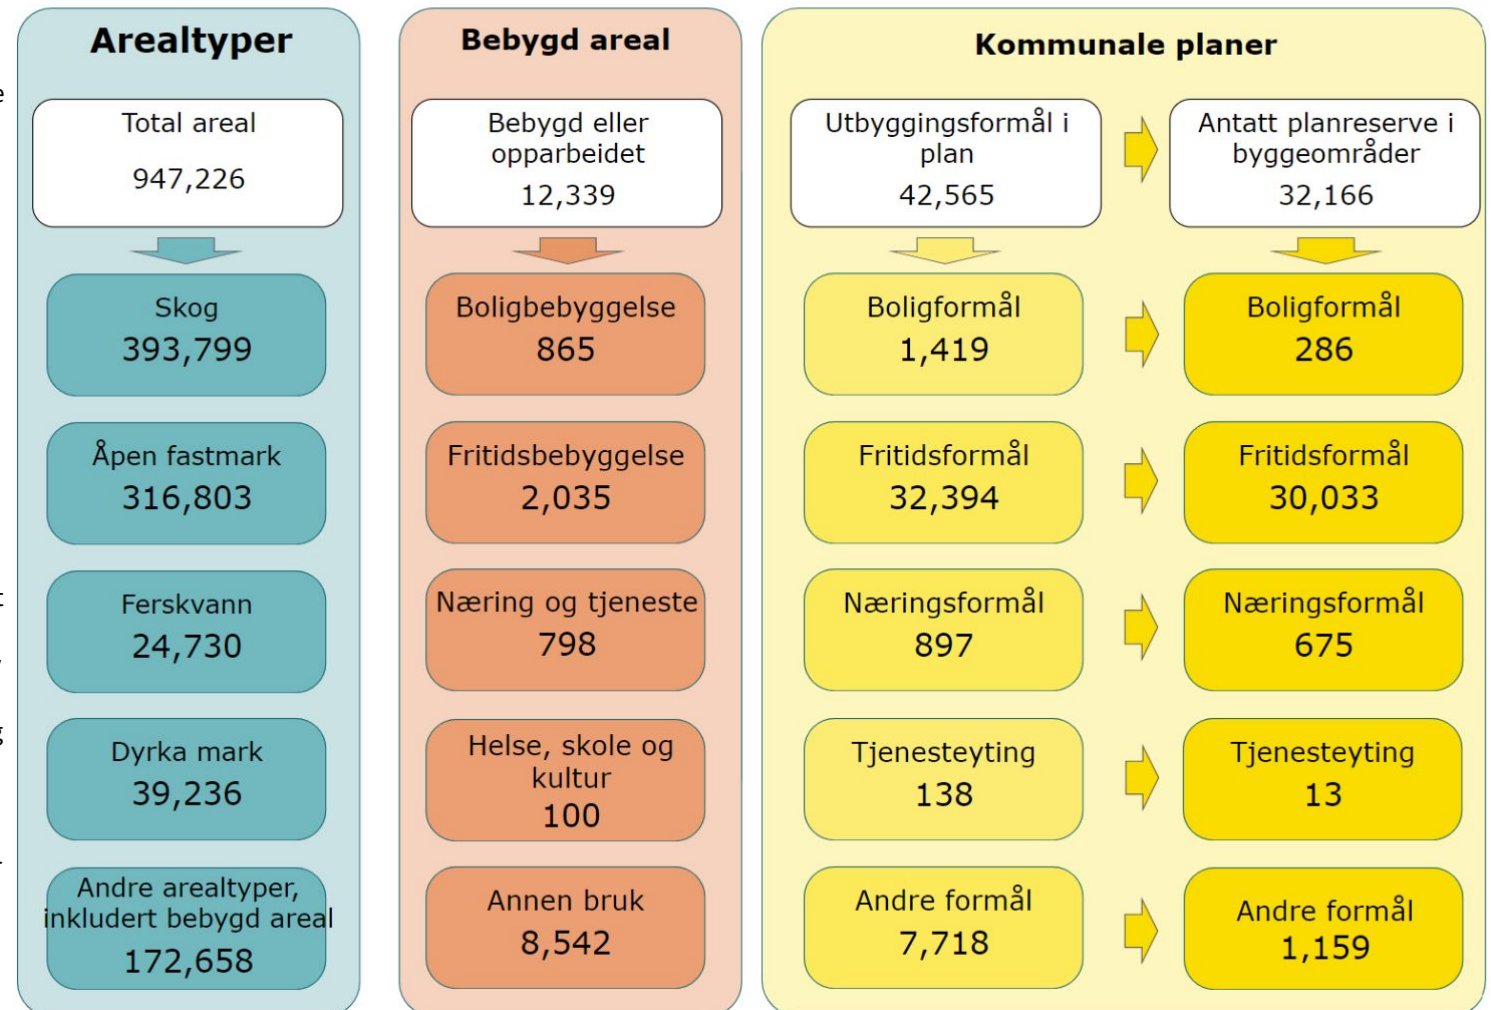 Arealtyper
Total areal
947,226
Skog
393,799
Åpen fastmark
316,803
Ferskvann
24,730
Dyrka mark
39,236
Andre arealtyper,
inkludert bebygd areal
172,658
Bebygd areal
Bebygd eller
opparbeidet
12,339
Boligbebyggelse
865
Fritidsbebyggelse
2,035
Næring og tjeneste
798
Helse, skole og
kultur
100
Annen bruk
8,542
Kommunale planer
Utbyggingsformål i
plan
42,565
Antatt planreserve i
byggeområder
32,166
Boligformål
1,419
Boligformål
286
Fritidsformål
32,394
Fritidsformål
30,033
Næringsformål
897
Næringsformål
675
Tjenesteyting
138
Tjenesteyting
13
Andre formål
7,718
Andre formål
1,159